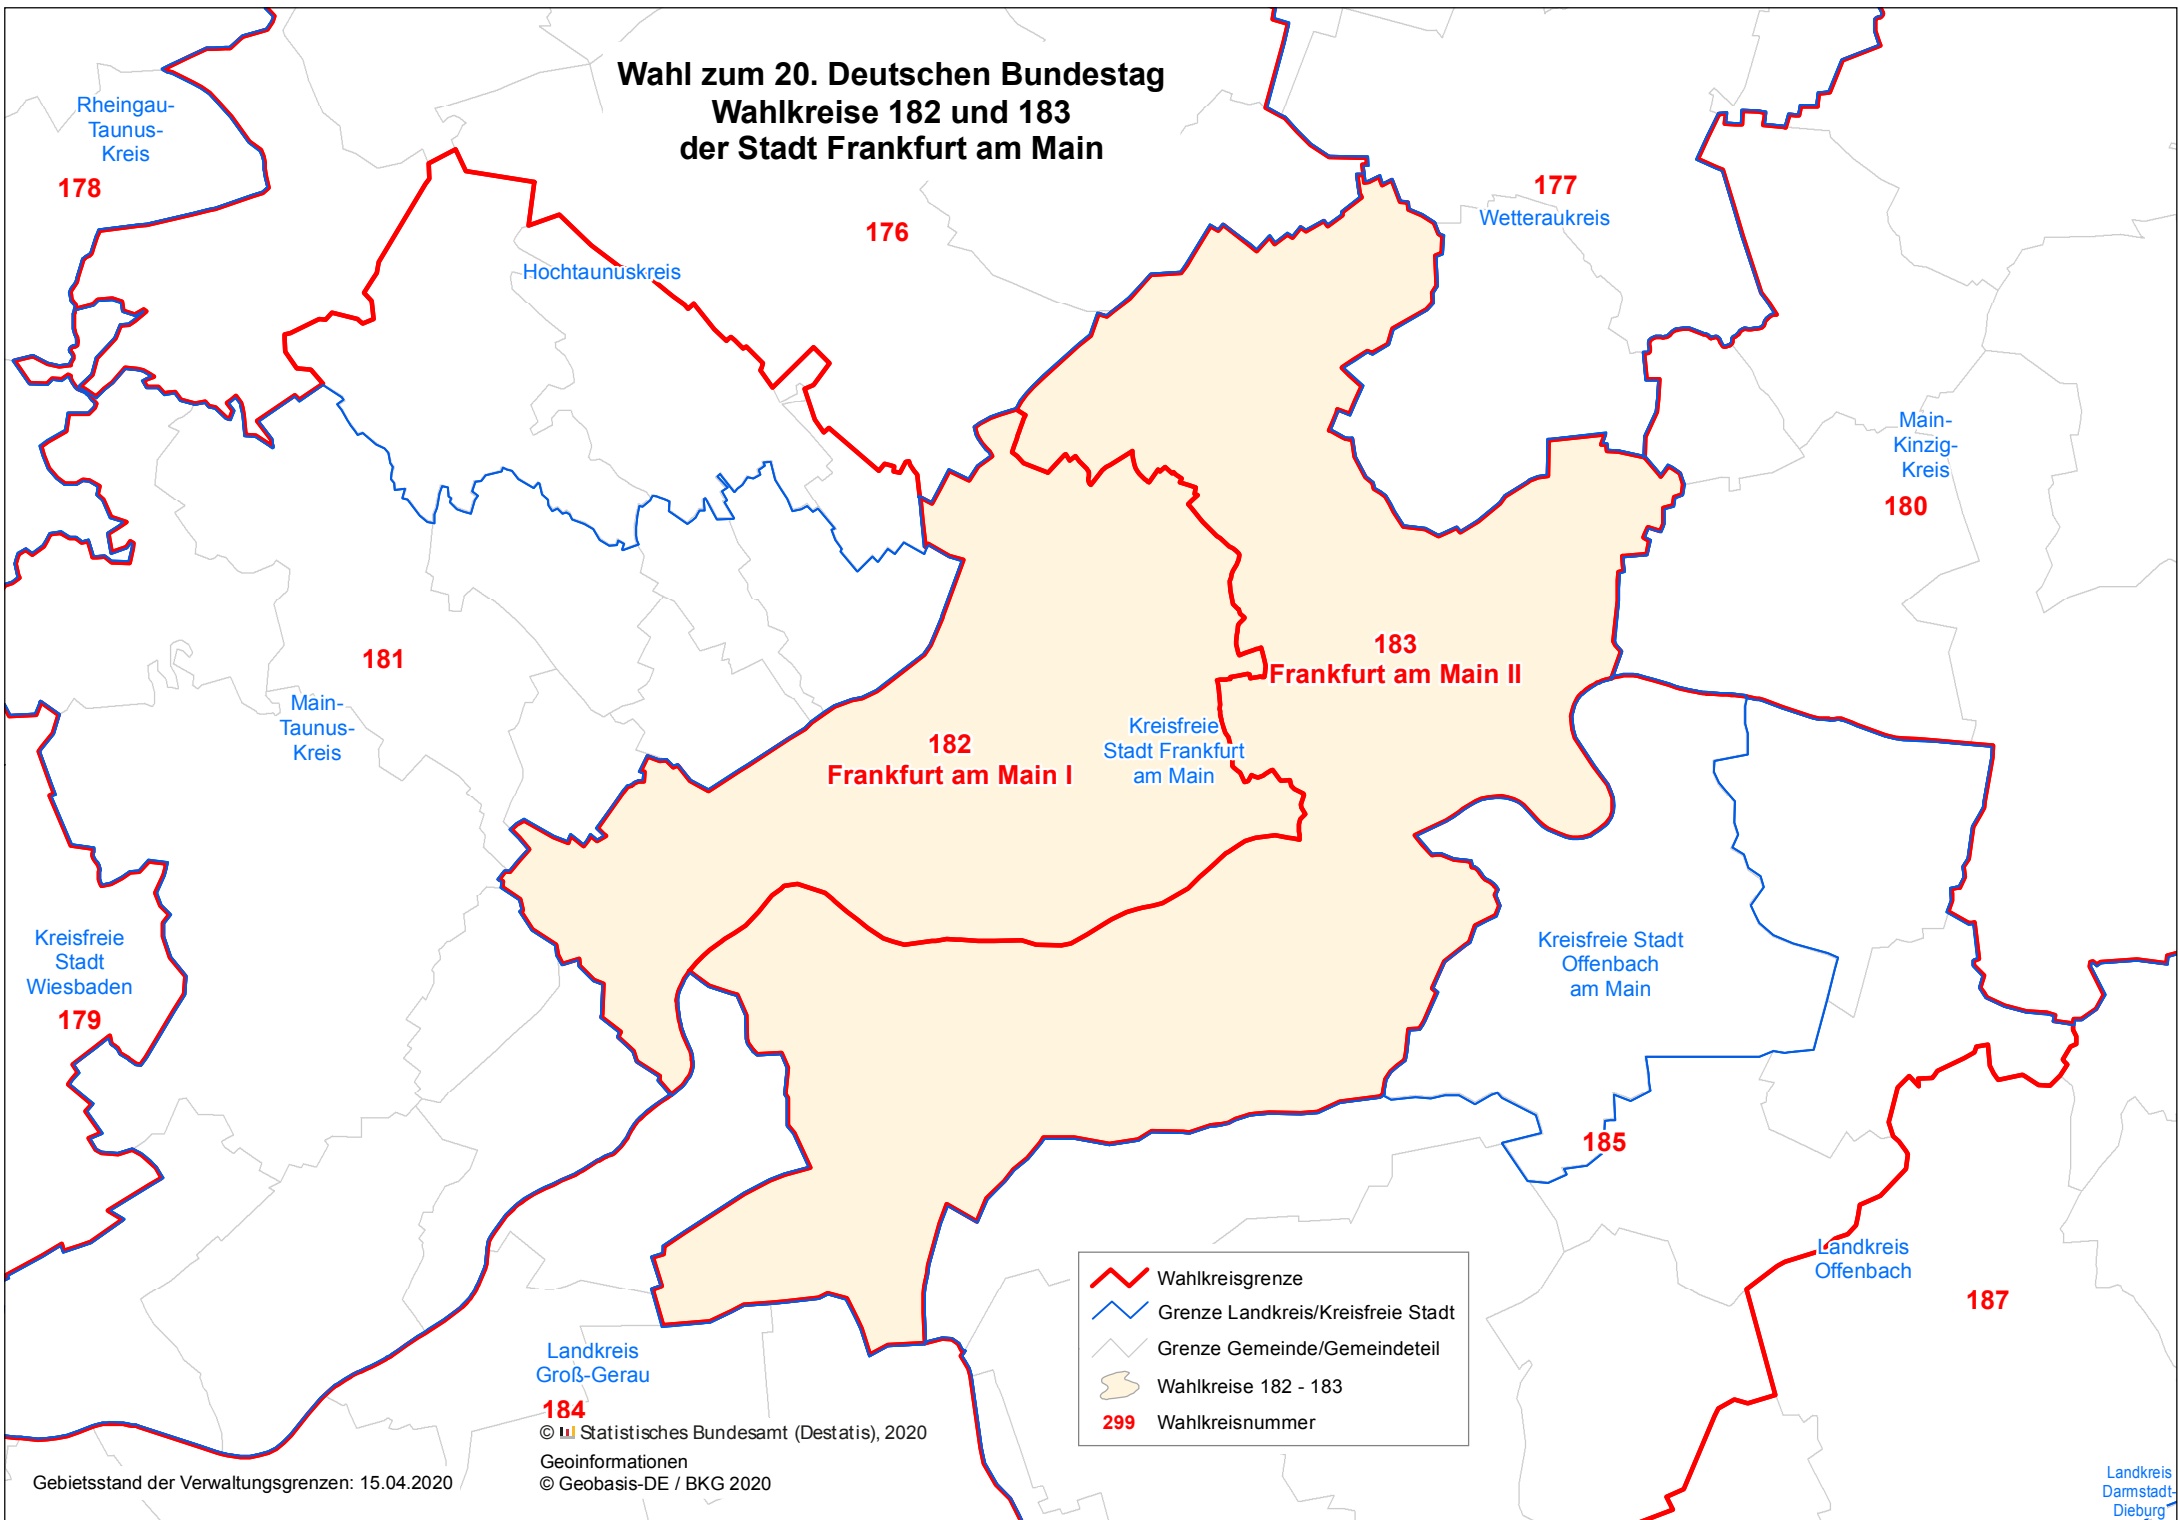 Wahl zum 20. Deutschen Bundestag
Wahlkreise 182 und 183
der Stadt Frankfurt am Main
Rheingau-
Taunus-
Kreis
178
176
177
Wetteraukreis
Hochtaunuskreis
Main-
Kinzig-
Kreis
180
181
Main-
Taunus-
Kreis
183
Frankfurt am Main II
182
Frankfurt am Main I
Kreisfreie
Stadt Frankfurt
am Main
Kreisfreie
Stadt
Wiesbaden
179
Kreisfreie Stadt
Offenbach
am Main
185
Landkreis
Offenbach
187
Landkreis
Groß-Gerau
184
Wahlkreisgrenze
Grenze Landkreis/Kreisfreie Stadt
Grenze Gemeinde/Gemeindeteil
Wahlkreise 182 - 183
299 Wahlkreisnummer
© Statistisches Bundesamt (Destatis), 2020
Geoinformationen
© Geobasis-DE / BKG 2020
Gebietsstand der Verwaltungsgrenzen: 15.04.2020
Landkreis
Darmstadt-
Dieburg